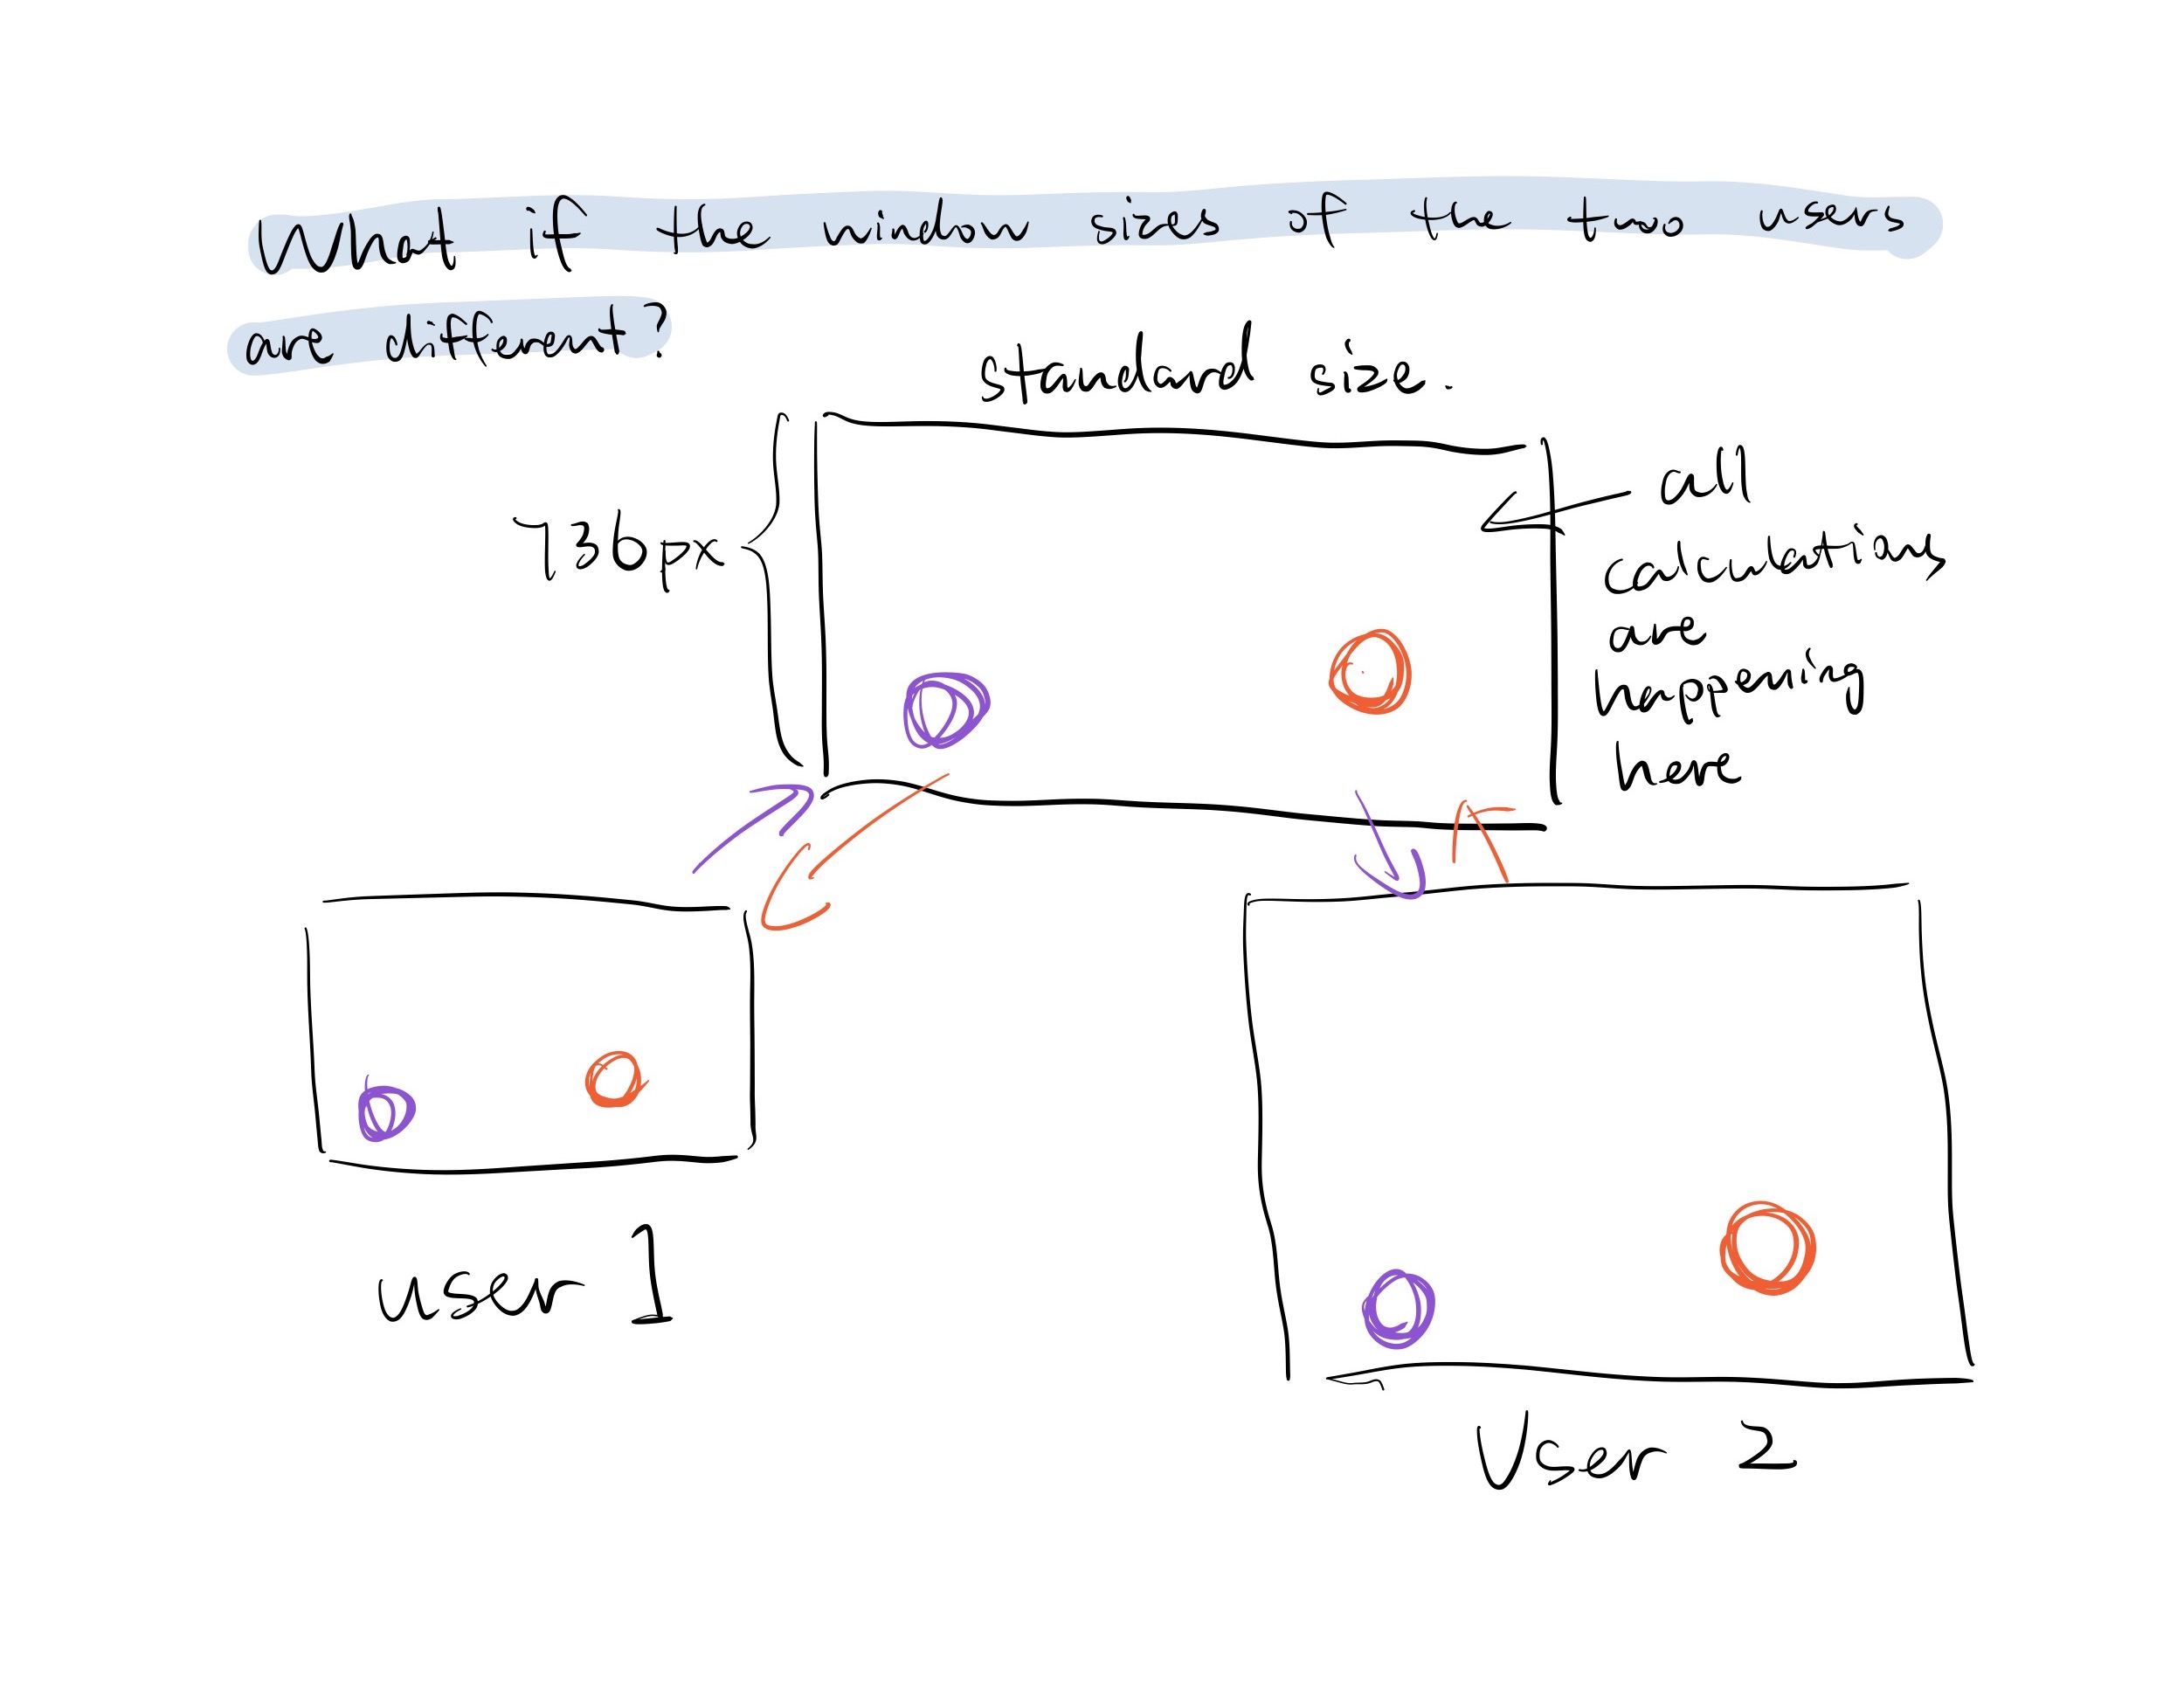 What if the window sizes of the two users
are different?
standard size.
736px
all
calculations
are
happening
here
user 1
User 2